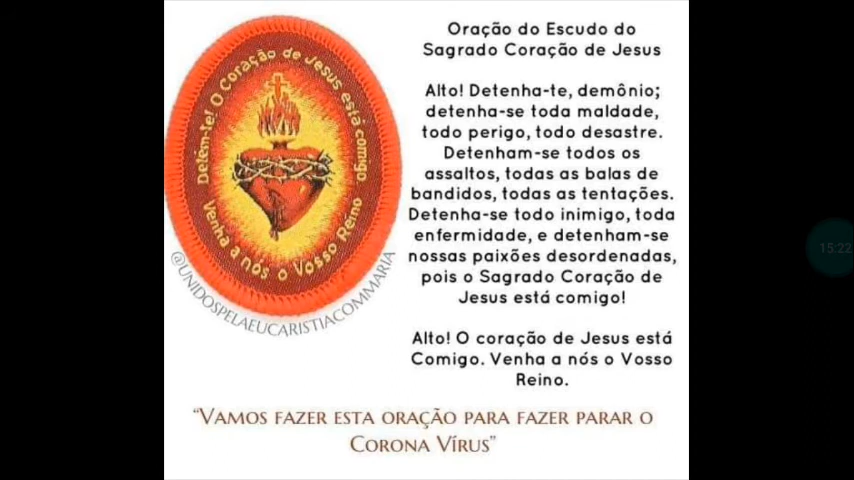 Oração do Escudo do
Sagrado Coração de Jesus
Alto! Detenha-te, demônio;
detenha-se toda maldade,
todo perigo, todo desastre.
Detenham-se todos os
assaltos, todas as balas de
bandidos, todas as tentações.
Detenha-se todo inimigo, toda
enfermidade, e detenham-se
nossas paixões desordenadas,
pois o Sagrado Coração de
Jesus está comigo!
Alto! O coração de Jesus está
Comigo. Venha a nós o Vosso
Reino.
Detém-te! O Coração de Jesus está comigo
Venha a nós o Vosso Reino
@UNIDOSPELAEUCARISTIACOMMARIA
“VAMOS FAZER ESTA ORAÇÃO PARA FAZER PARAR O
CORONA VÍRUS”
15:22